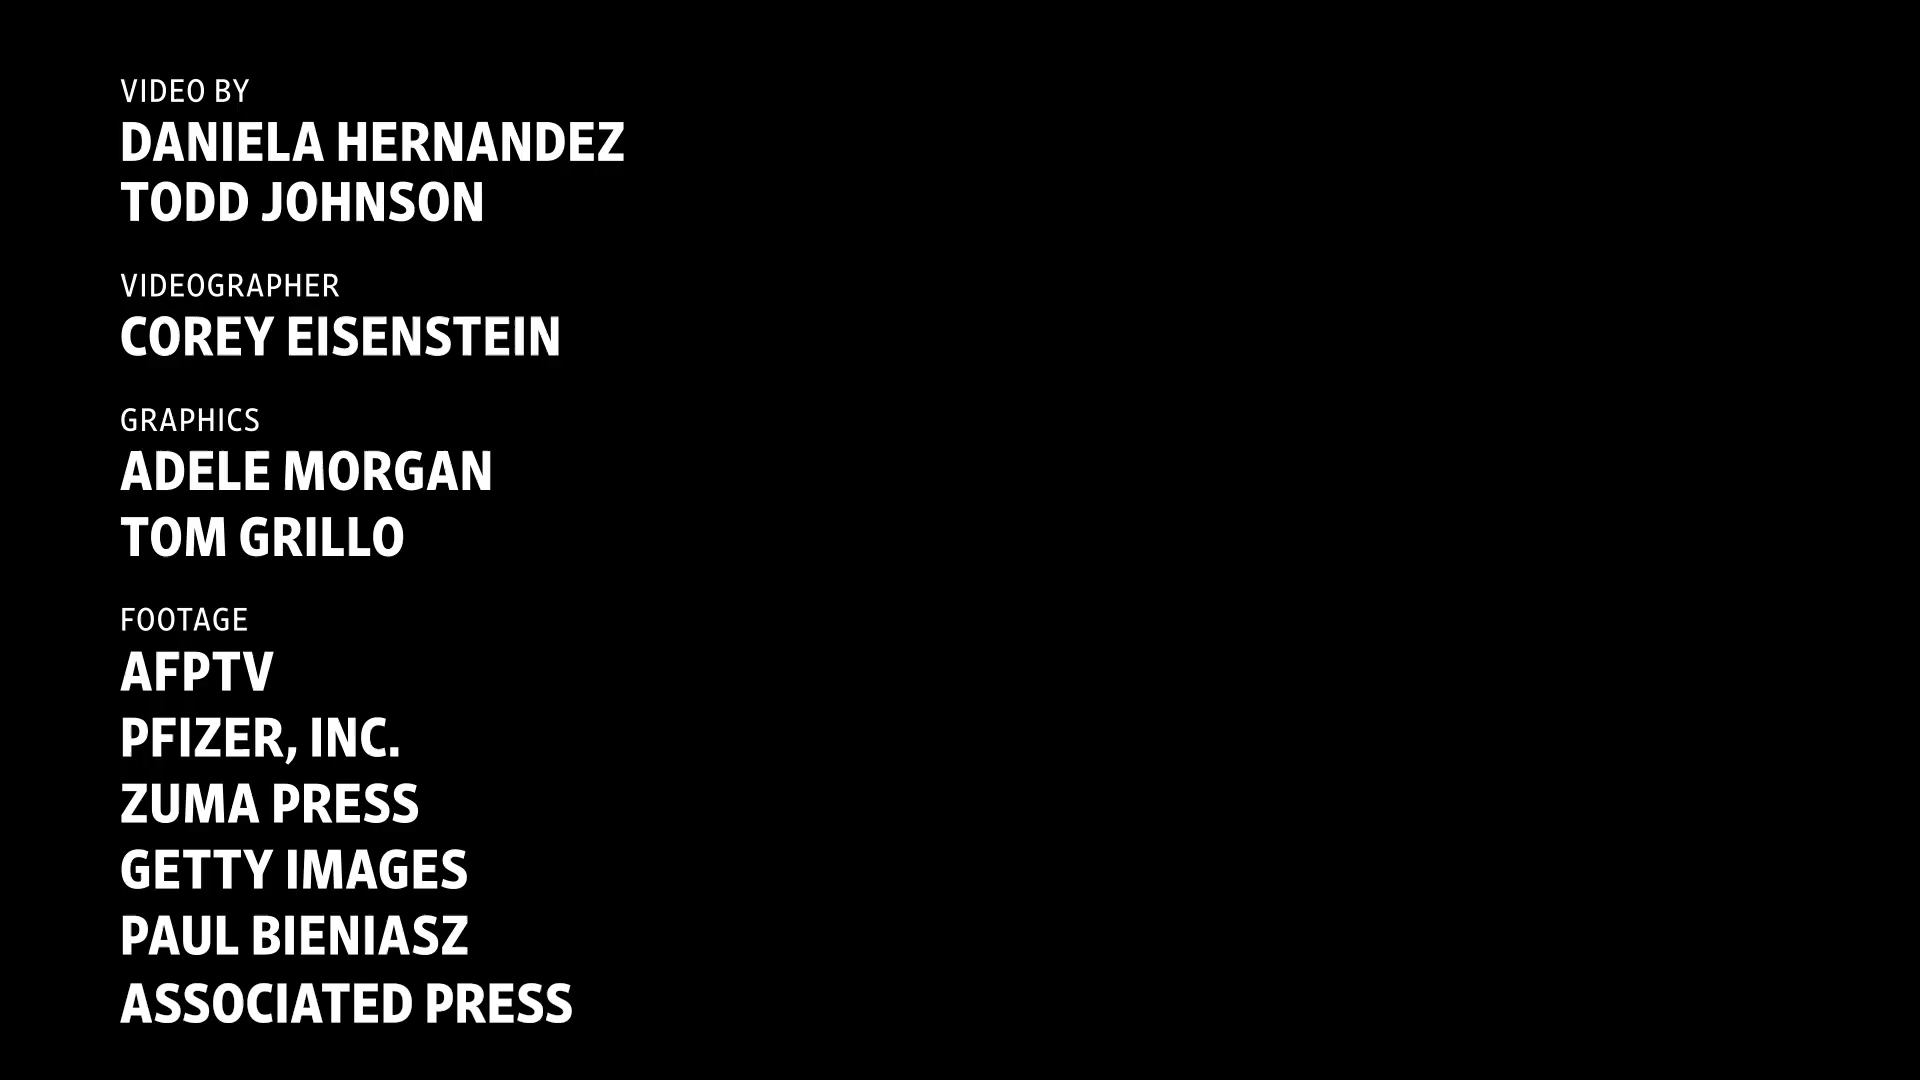 VIDEO BY
DANIELA HERNANDEZ
TODD JOHNSON
VIDEOGRAPHER
COREY EISENSTEIN
GRAPHICS
ADELE MORGAN
TOM GRILLO
FOOTAGE
AFPTV
PFIZER, INC.
ZUMA PRESS
GETTY IMAGES
PAUL BIENIASZ
ASSOCIATED PRESS